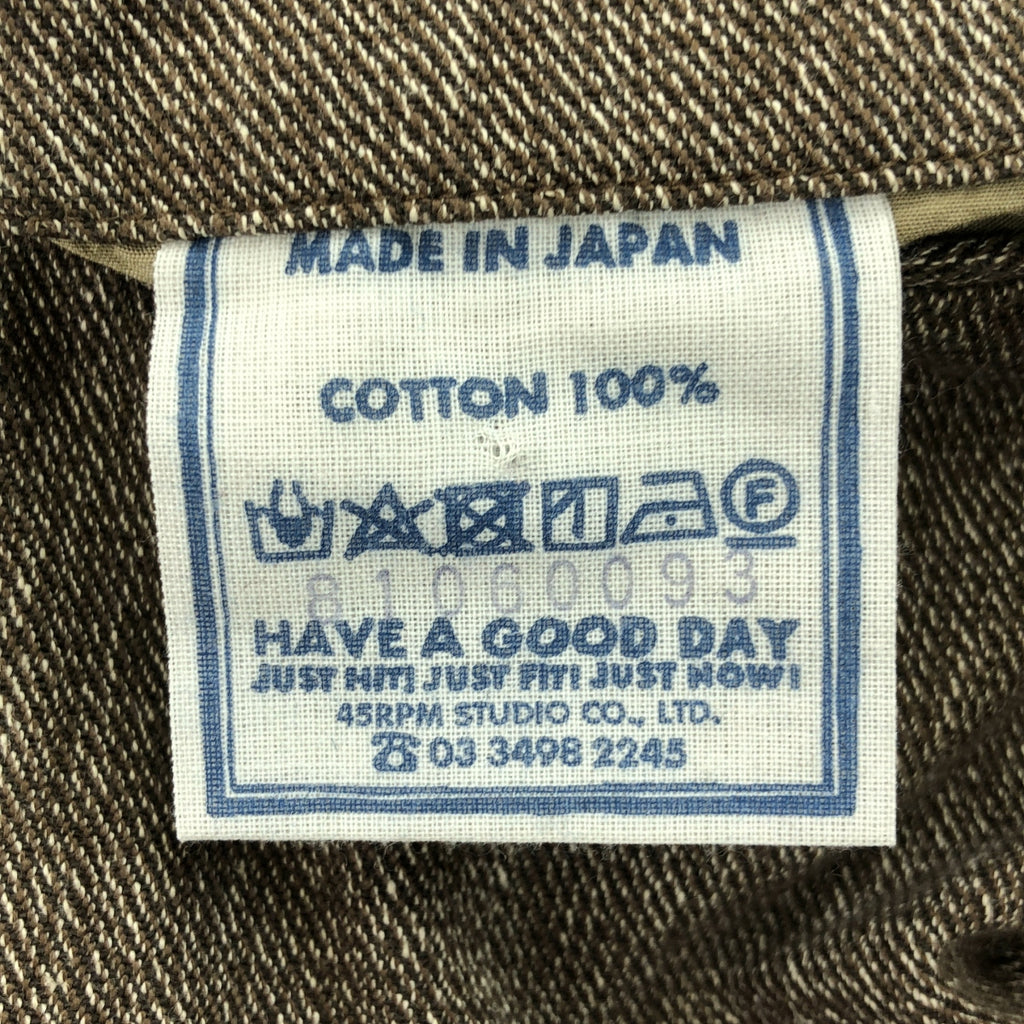 MADE IN JAPAN
COTTON 100%
F
81060093
HAVE A GOOD DAY
JUST HIT! JUST FIT! JUST NOW!
45RPM STUDIO CO., LTD.
☎ 03 3498 2245